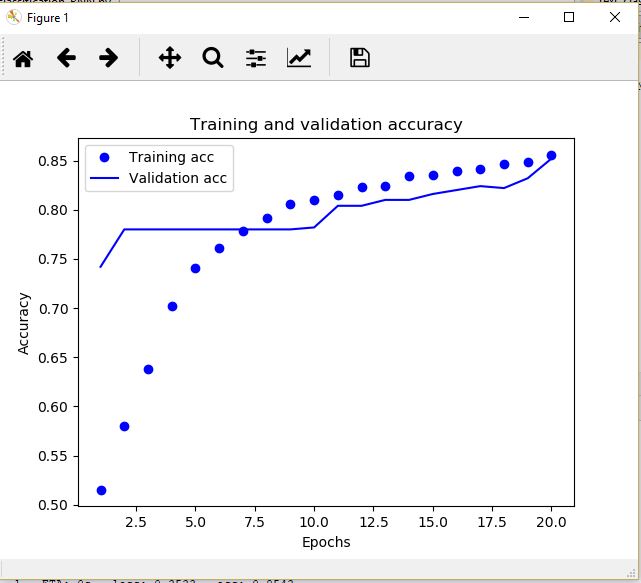 Figure 1
Training and validation accuracy
Training acc
Validation acc
0.85
0.80
0.75
0.70
0.65
0.60
0.55
0.50
Accuracy
2.5 5.0 7.5 10.0 12.5 15.0 17.5 20.0
Epochs